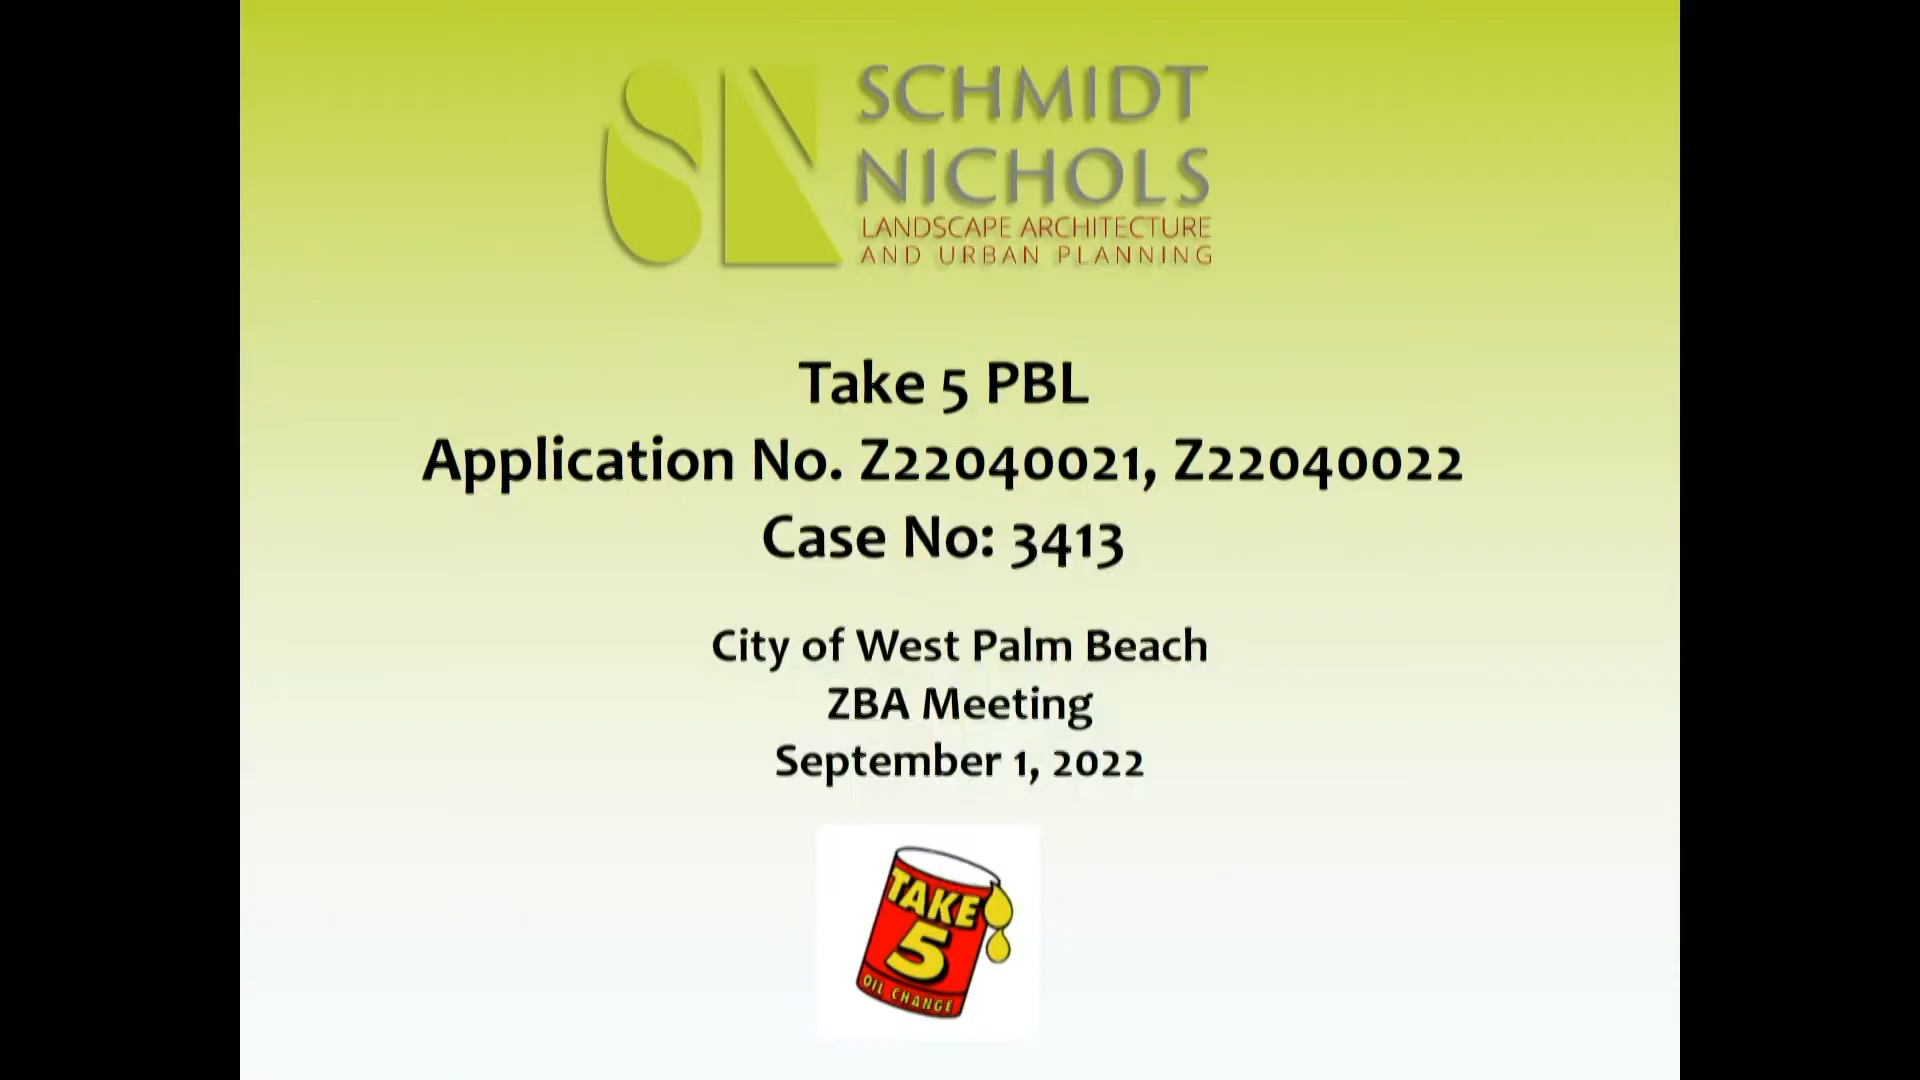 SN SCHMIDT
NICHOLS
LANDSCAPE ARCHITECTURE
AND URBAN PLANNING
Take 5 PBL
Application No. Z22040021, Z22040022
Case No: 3413
City of West Palm Beach
ZBA Meeting
September 1, 2022
TAKE
5
OIL CHANGE